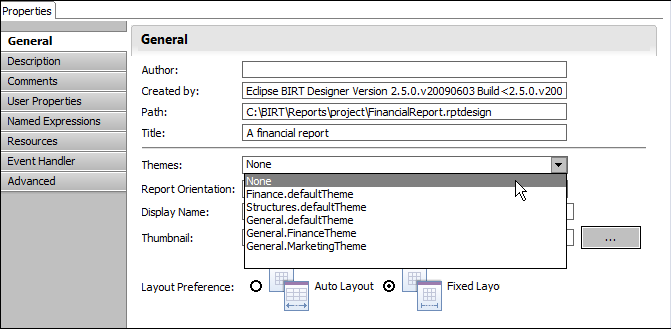 Properties
General
Description
Comments
User Properties
Named Expressions
Resources
Event Handler
Advanced
General
Author:
Created by: Eclipse BIRT Designer Version 2.5.0.v20090603 Build <2.5.0.v200
Path: C:\BIRT\Reports\project\FinancialReport.rptdesign
Title: A financial report
Themes: None
None
Report Orientation:
Finance.defaultTheme
Structures.defaultTheme
Display Name:
General.defaultTheme
General.FinanceTheme
Thumbnail:
...
General.MarketingTheme
Layout Preference: Auto Layout Fixed Layo